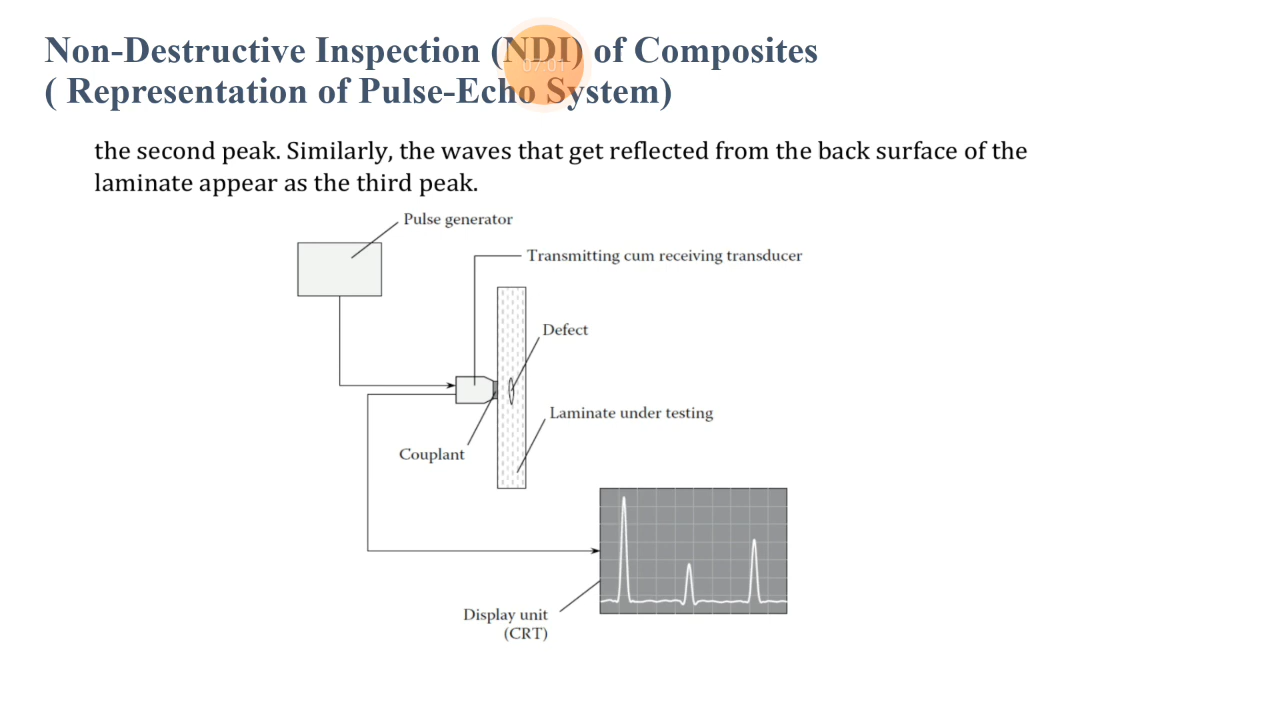 Non-Destructive Inspection (NDI) of Composites
( Representation of Pulse-Echo System)
07:01
the second peak. Similarly, the waves that get reflected from the back surface of the
laminate appear as the third peak.
Pulse generator
Transmitting cum receiving transducer
Defect
Laminate under testing
Couplant
Display unit
(CRT)